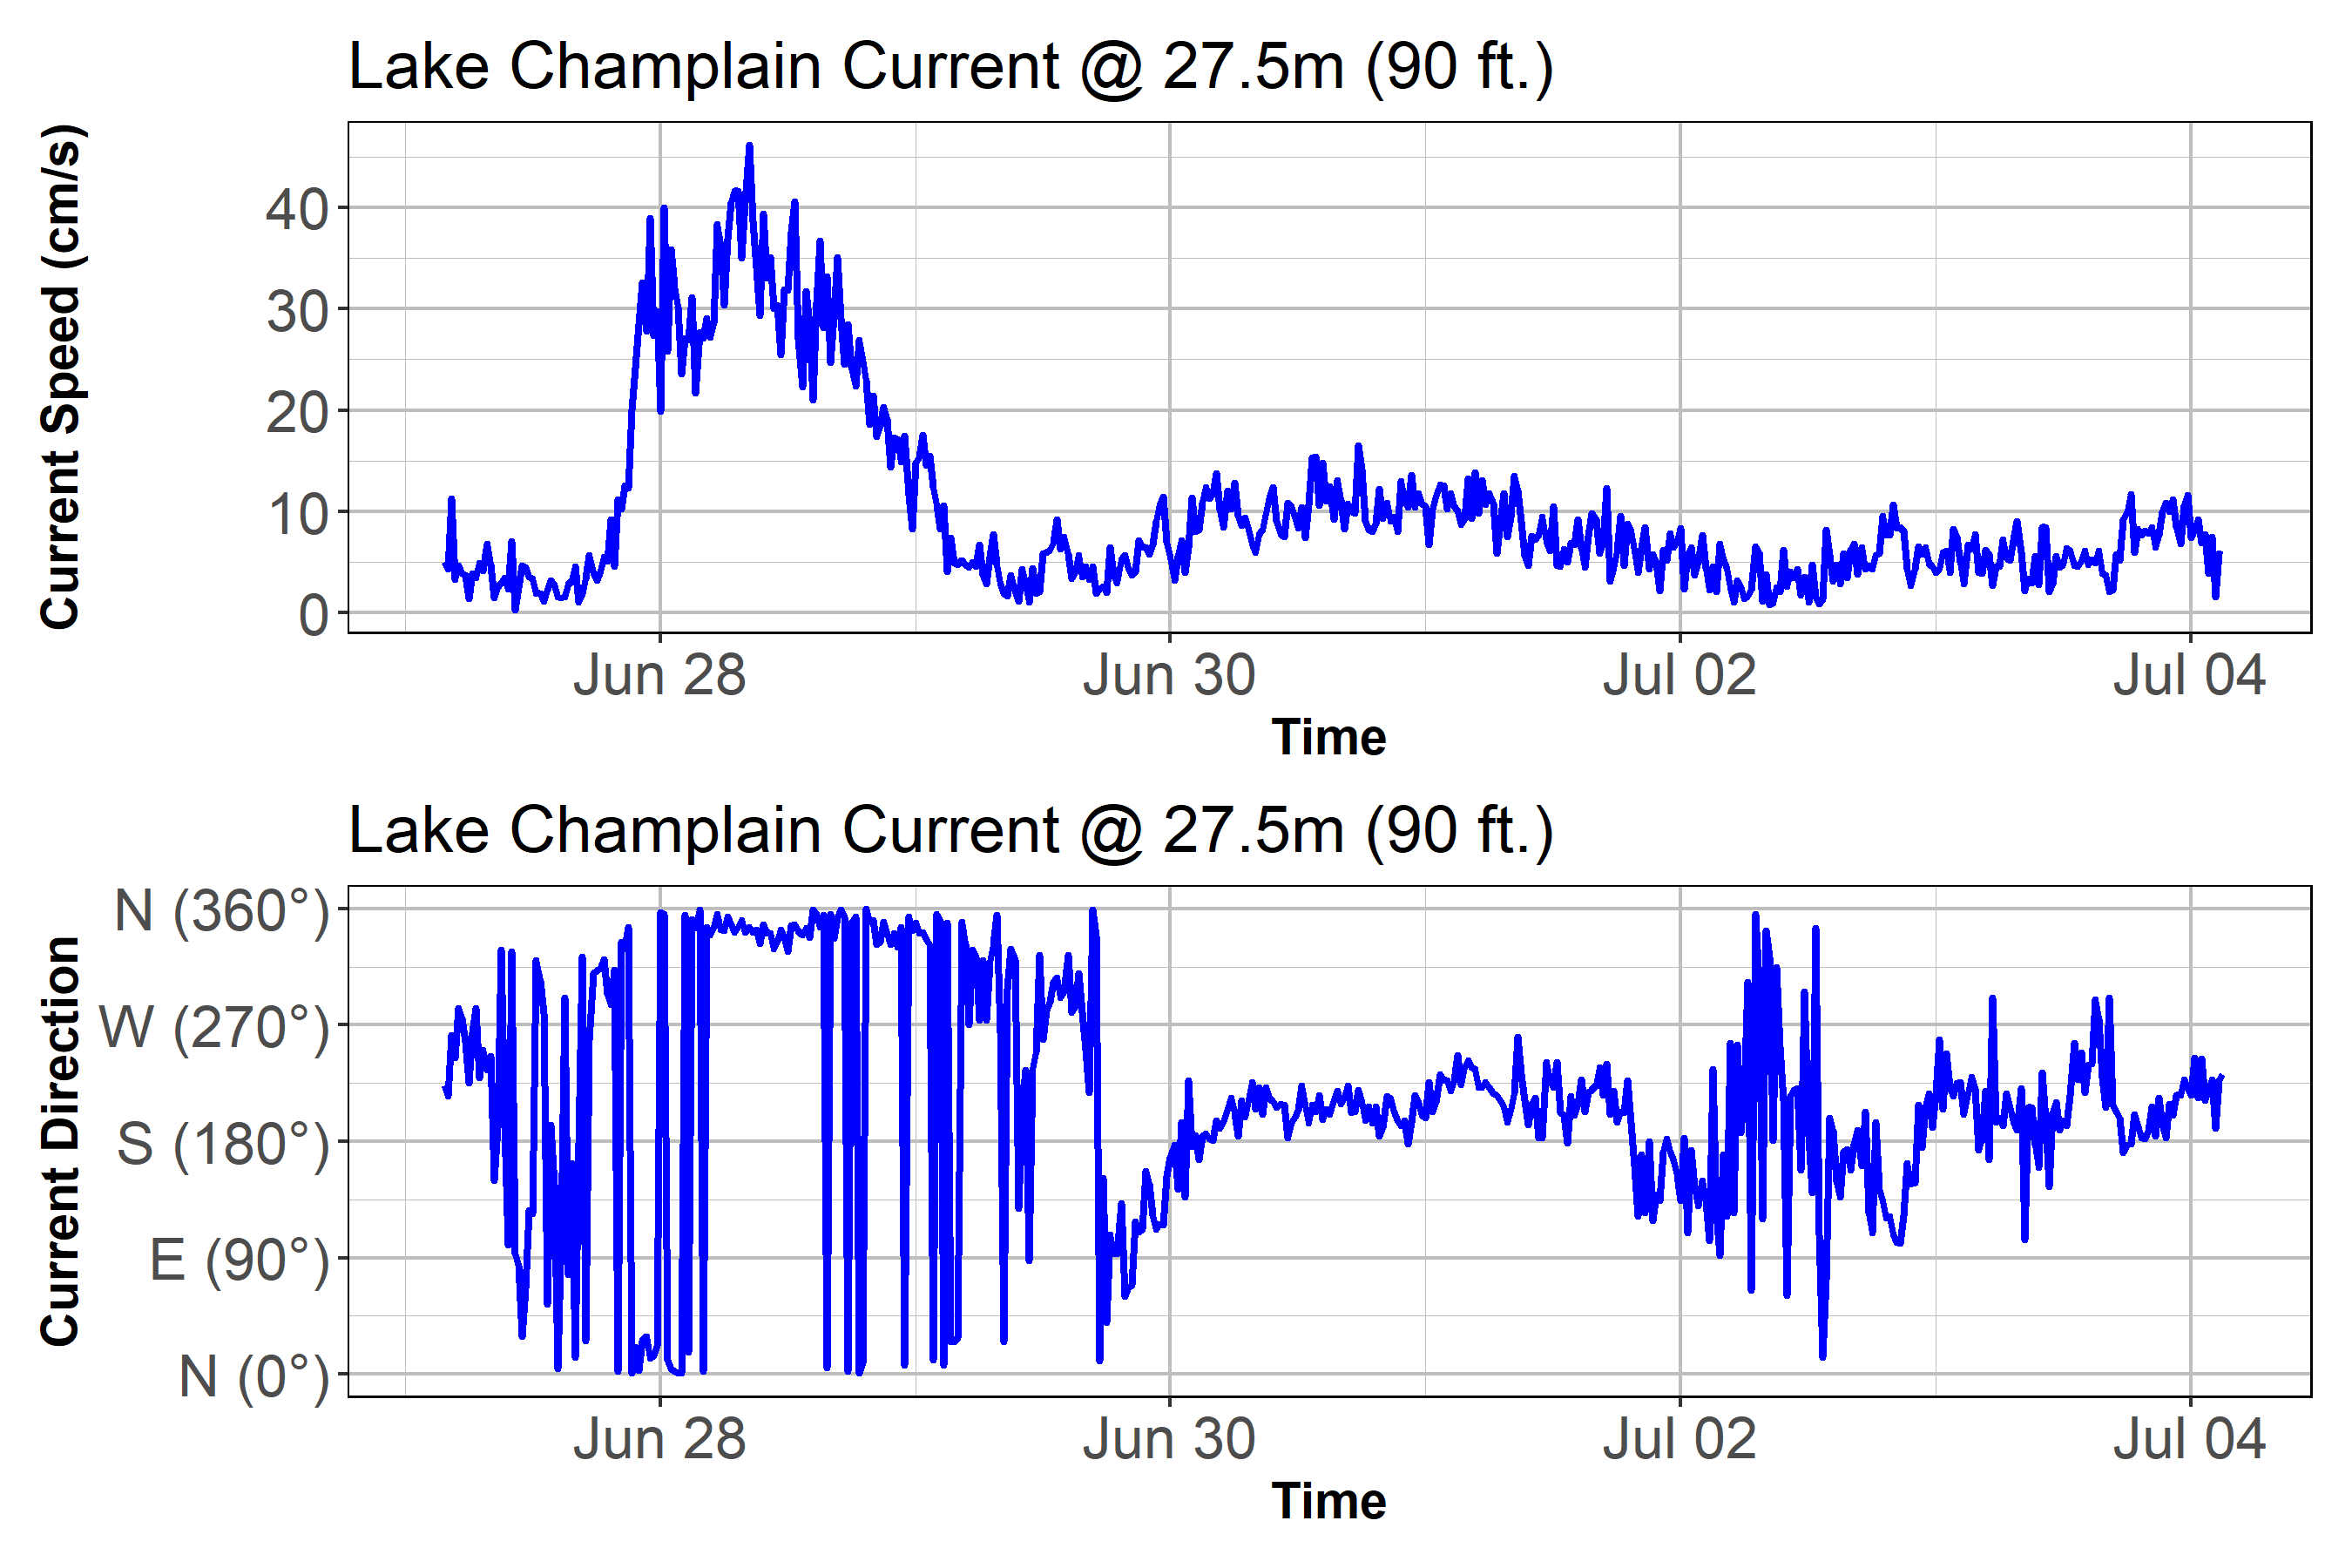 Lake Champlain Current @ 27.5m (90 ft.)
Current Speed (cm/s)
40
30
20
10
0
Jun 28
Jun 30
Jul 02
Jul 04
Time
Lake Champlain Current @ 27.5m (90 ft.)
Current Direction
N (360°)
W (270°)
S (180°)
E (90°)
N (0°)
Jun 28
Jun 30
Jul 02
Jul 04
Time